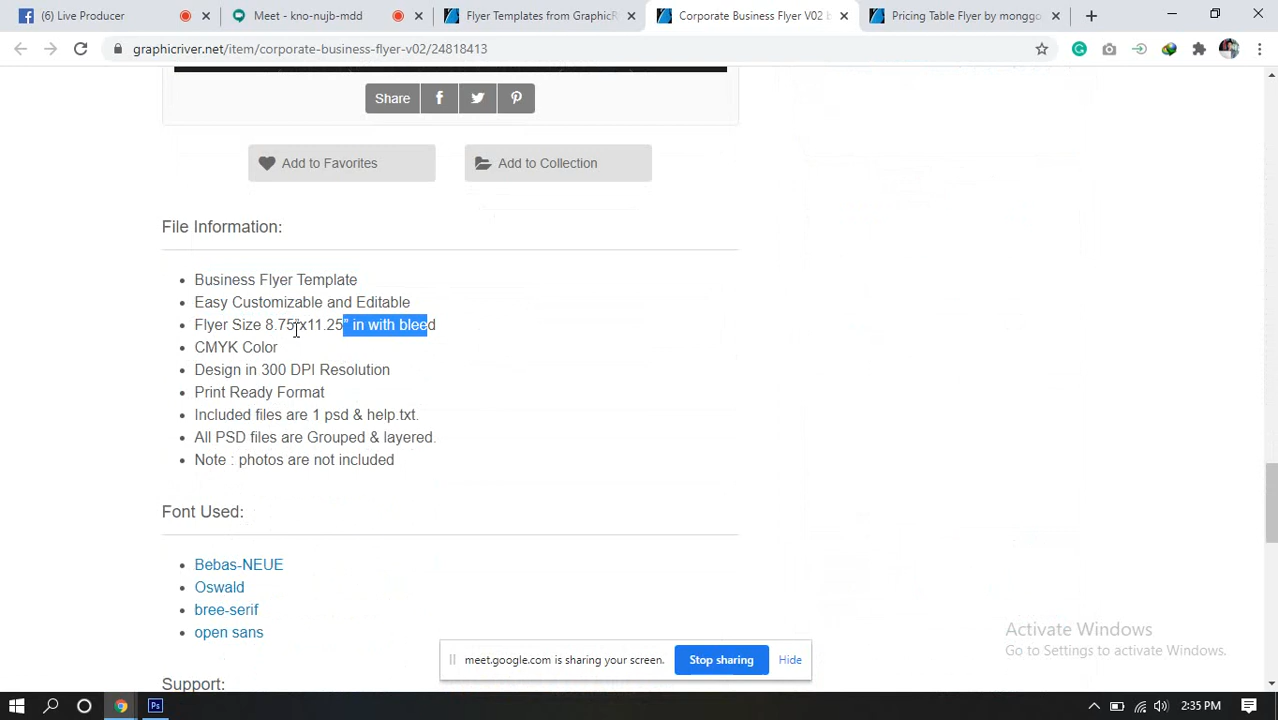 (6) Live Producer
Meet - kno-nujb-mdd
Flyer Templates from GraphicR
Corporate Business Flyer V02 b
Pricing Table Flyer by monggo
graphicriver.net/item/corporate-business-flyer-v02/24818413
Share
Add to Favorites
Add to Collection
File Information:
Business Flyer Template
Easy Customizable and Editable
Flyer Size 8.75"x11.25" in with bleed
CMYK Color
Design in 300 DPI Resolution
Print Ready Format
Included files are 1 psd & help.txt.
All PSD files are Grouped & layered.
Note : photos are not included
Font Used:
Bebas-NEUE
Oswald
bree-serif
open sans
Activate Windows
Go to Settings to activate Windows.
meet.google.com is sharing your screen.
Stop sharing
Hide
Support:
2:35 PM